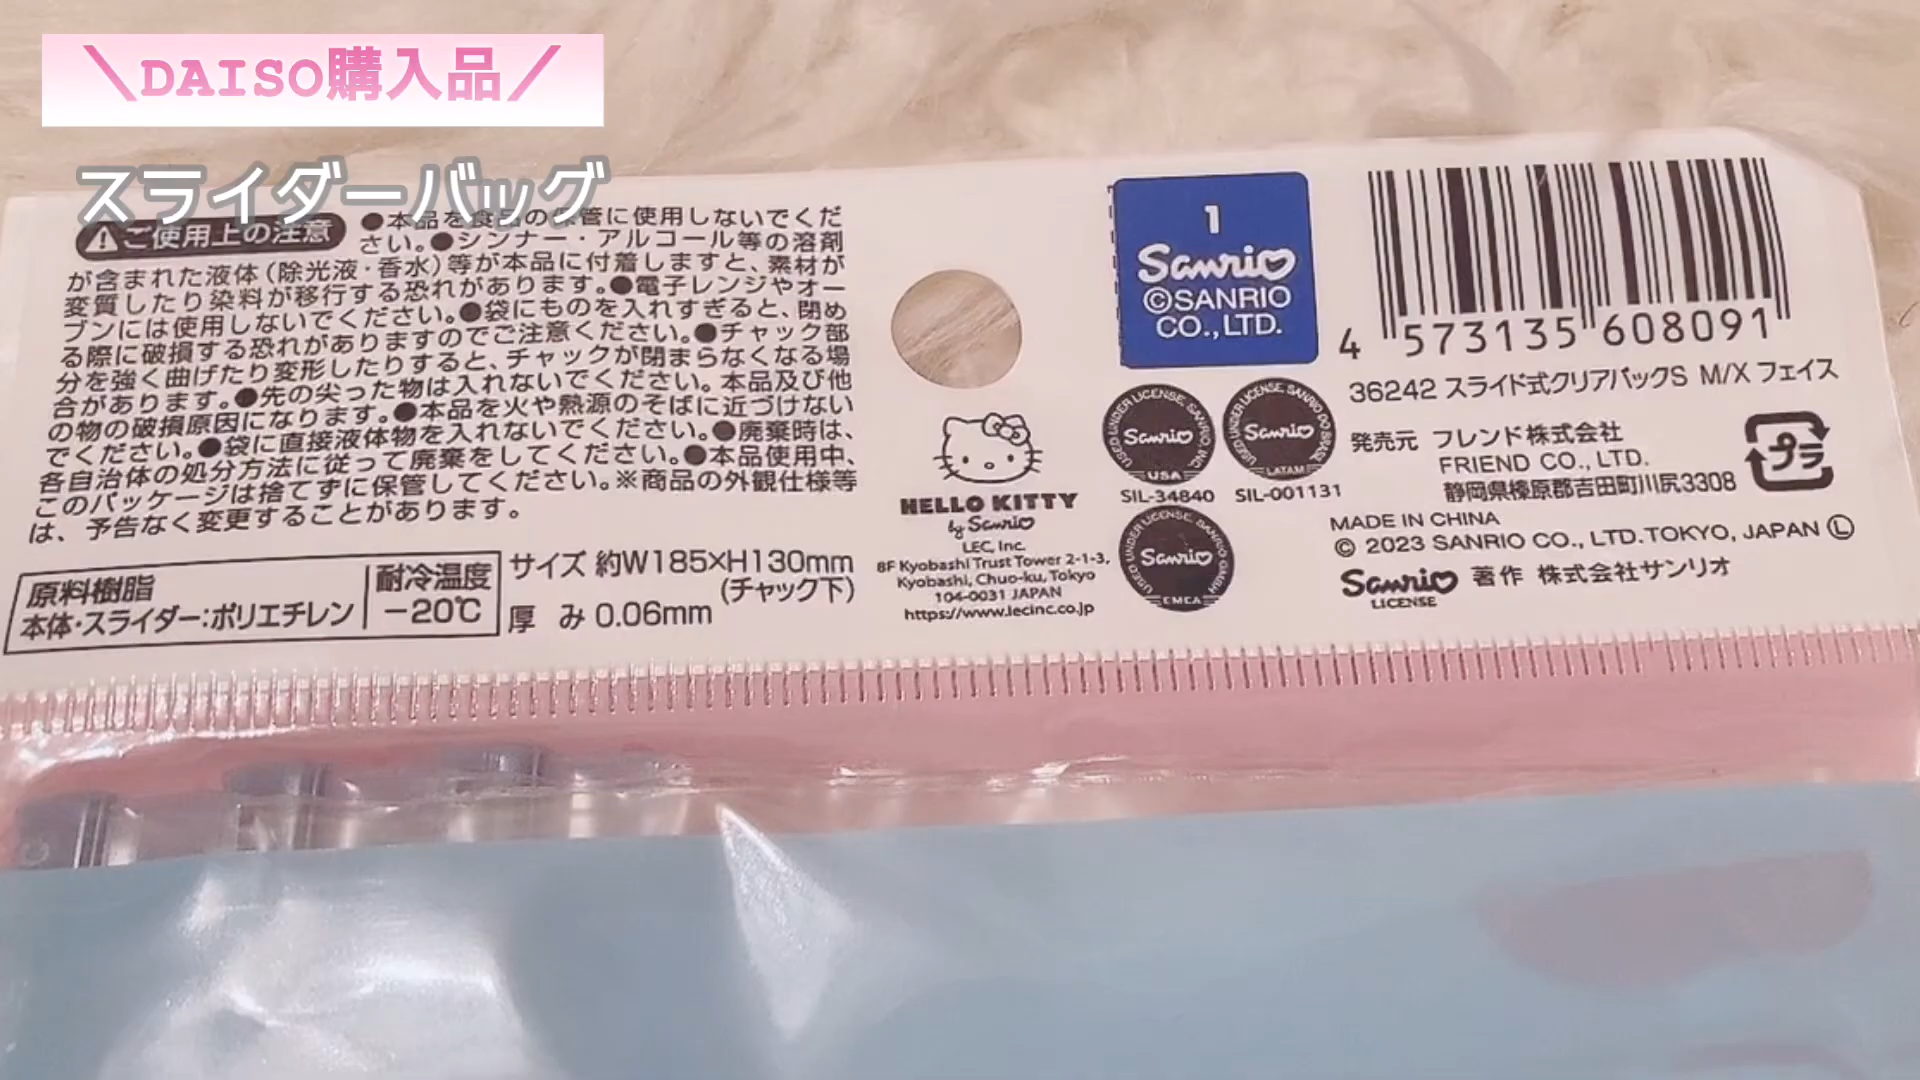 ＼DAISO購入品／
スライダーバッグ
⚠ご使用上の注意
●本品を食品の保管に使用しないでくだ
さい。●シンナー・アルコール等の溶剤
が含まれた液体（除光液・香水）等が本品に付着しますと、素材が
変質したり染料が移行する恐れがあります。●電子レンジやオー
ブンには使用しないでください。●袋にものを入れすぎると、閉め
る際に破損する恐れがありますのでご注意ください。●チャック部
分を強く曲げたり変形したりすると、チャックが閉まらなくなる場
合があります。●先の尖った物は入れないでください。本品及び他
の物の破損原因になります。●本品を火や熱源のそばに近づけない
でください。●袋に直接液体物を入れないでください。●廃棄時は、
各自治体の処分方法に従って廃棄をしてください。●本品使用中、
このパッケージは捨てずに保管してください。※商品の外観仕様等
は、予告なく変更することがあります。
原料樹脂
本体・スライダー：ポリエチレン
耐冷温度
－20℃
サイズ 約W185×H130mm
（チャック下）
厚 み 0.06mm
HELLO KITTY
by Sanrio
LEC, Inc.
8F Kyobashi Trust Tower 2-1-3,
Kyobashi, Chuo-ku, Tokyo
104-0031 JAPAN
https://www.lecinc.co.jp
1
Sanrio
©SANRIO
CO.,LTD.
USED UNDER LICENSE. SANRIO, INC.
Sanrio
USA
SIL-34840
USED UNDER LICENSE. SANRIO DO BRASIL
Sanrio
LATAM
SIL-001131
USED UNDER LICENSE. SANRIO GMBH
Sanrio
EMEA
4 573135 608091
36242 スライド式クリアバックS M/X フェイス
発売元 フレンド株式会社
FRIEND CO., LTD.
静岡県榛原郡吉田町川尻3308
プラ
MADE IN CHINA
© 2023 SANRIO CO., LTD. TOKYO, JAPAN Ⓛ
Sanrio 著作 株式会社サンリオ
LICENSE